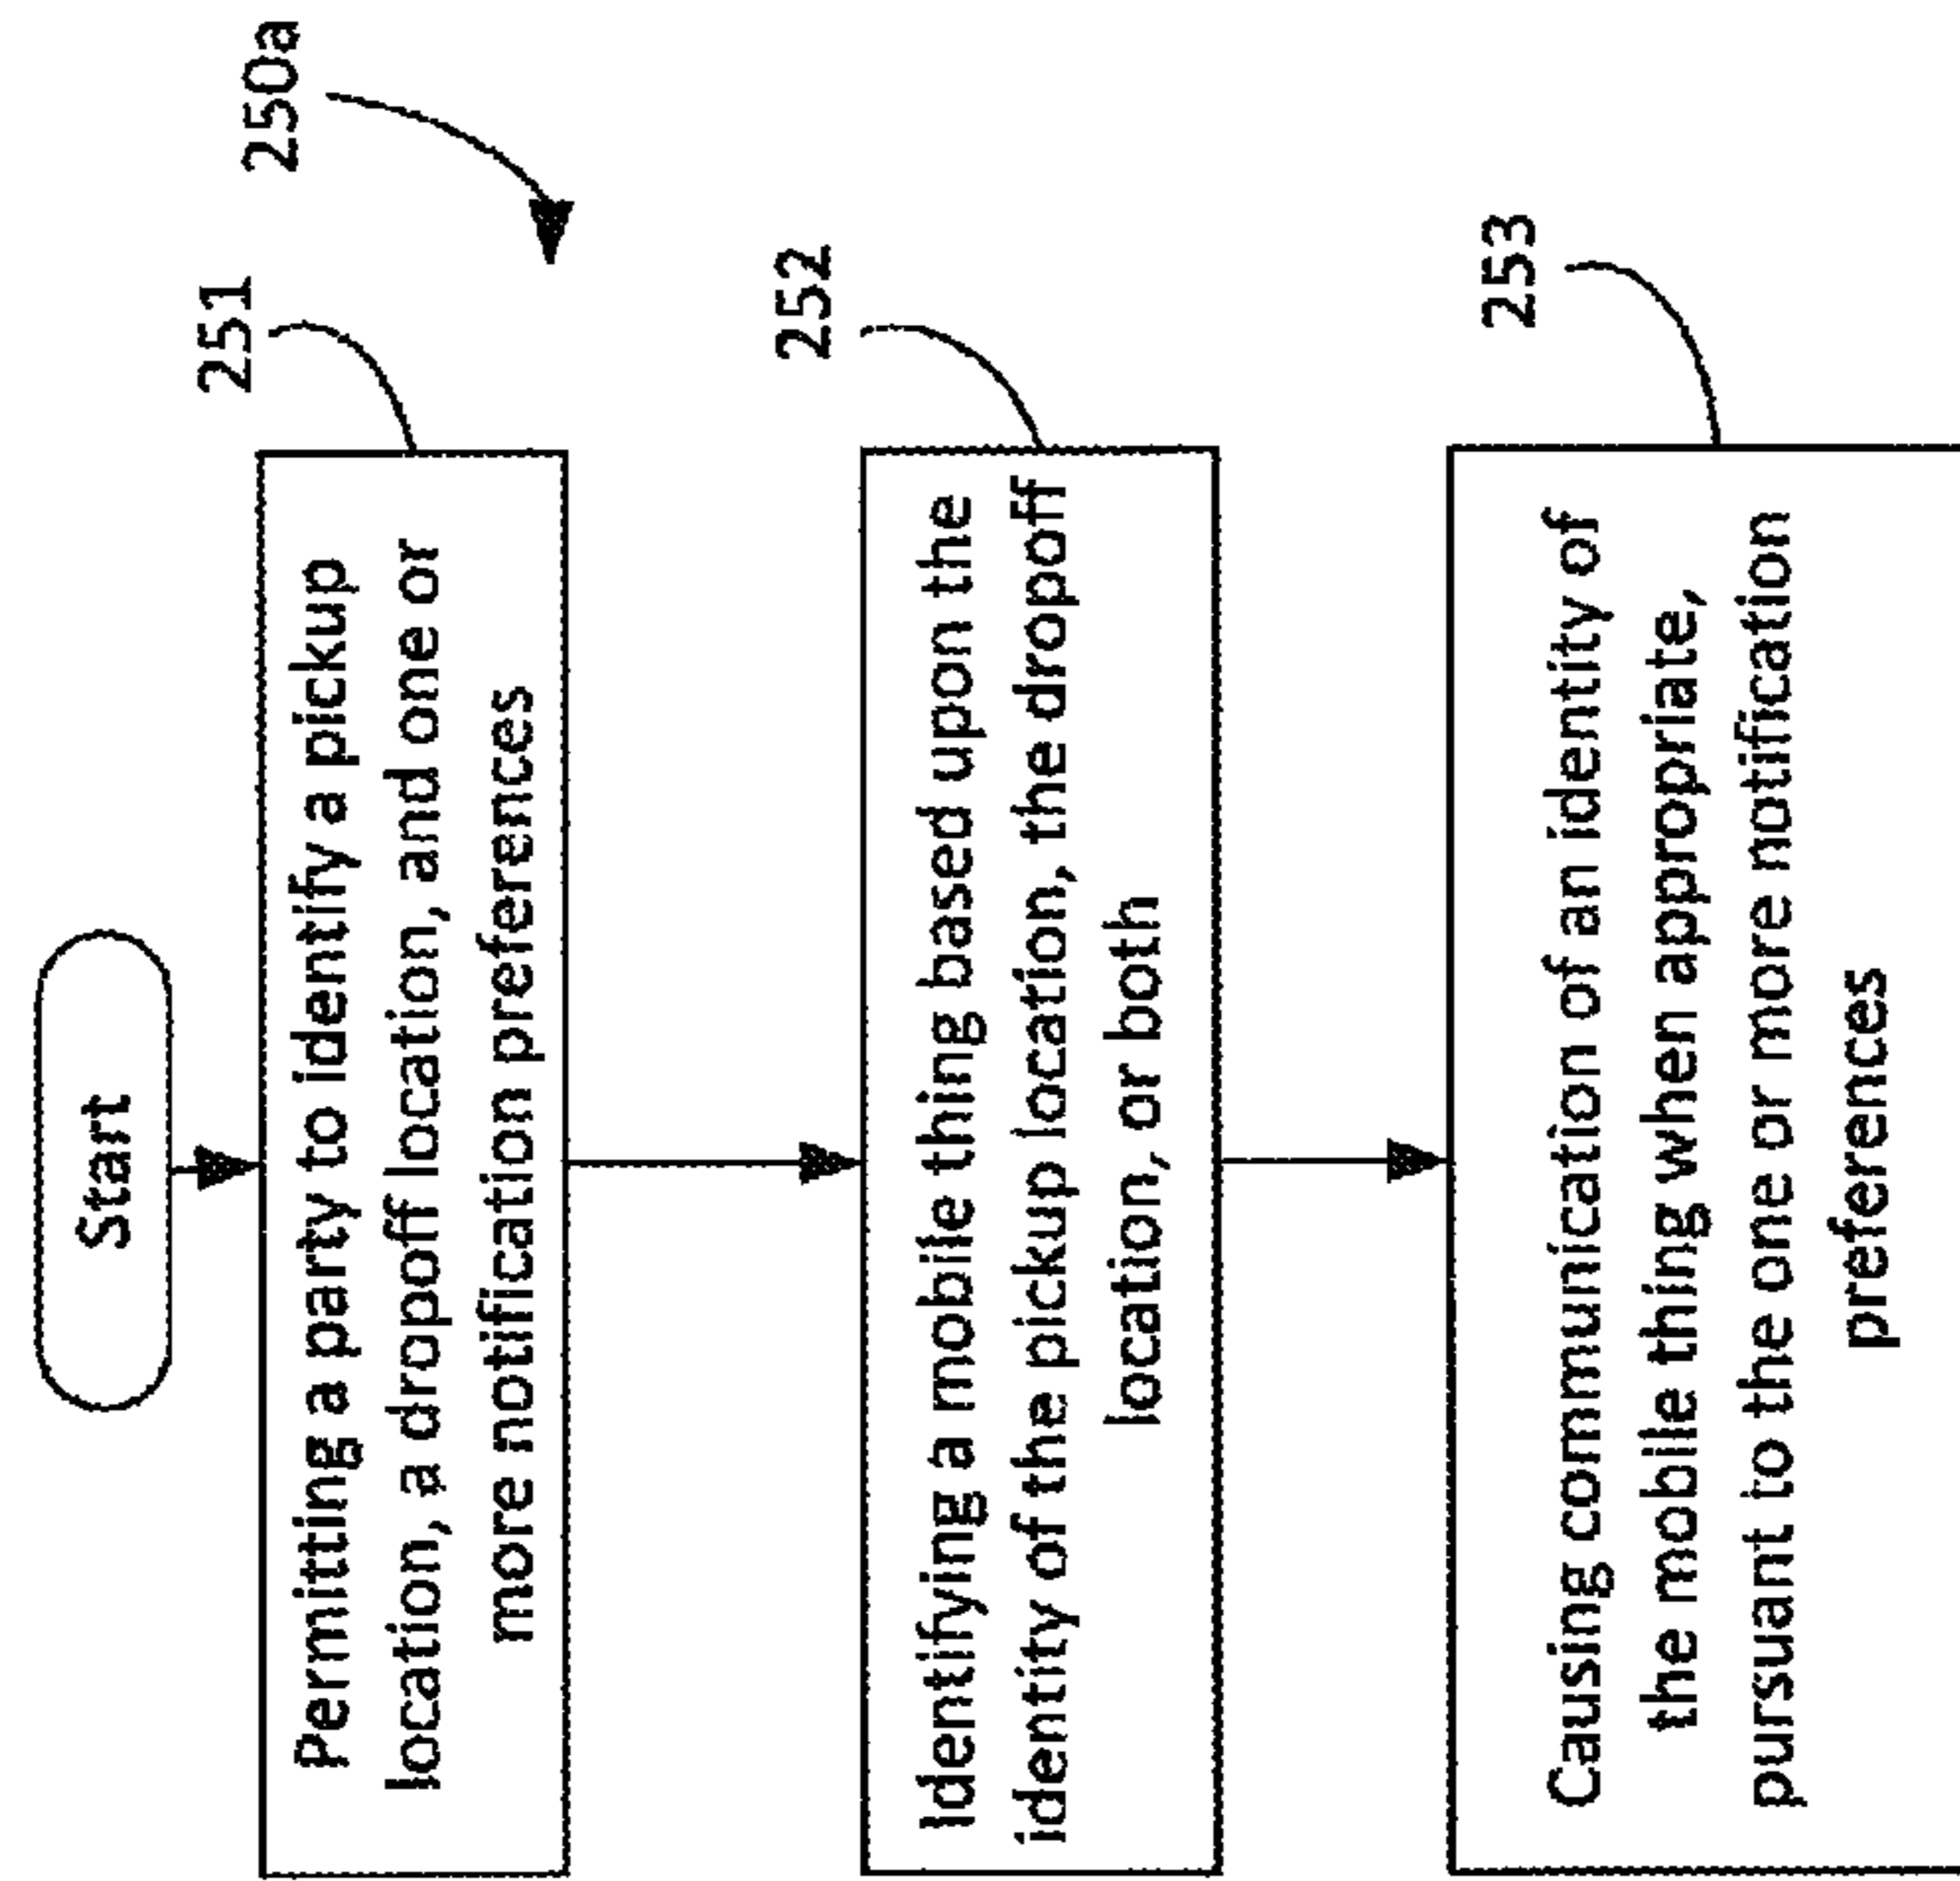 Start
250a
251
Permitting a party to identify a pickup
location, a dropoff location, and one or
more notification preferences
252
Identifying a mobile thing based upon the
identity of the pickup location, the dropoff
location, or both
253
Causing communication of an identity of
the mobile thing when appropriate,
pursuant to the one or more notification
preferences